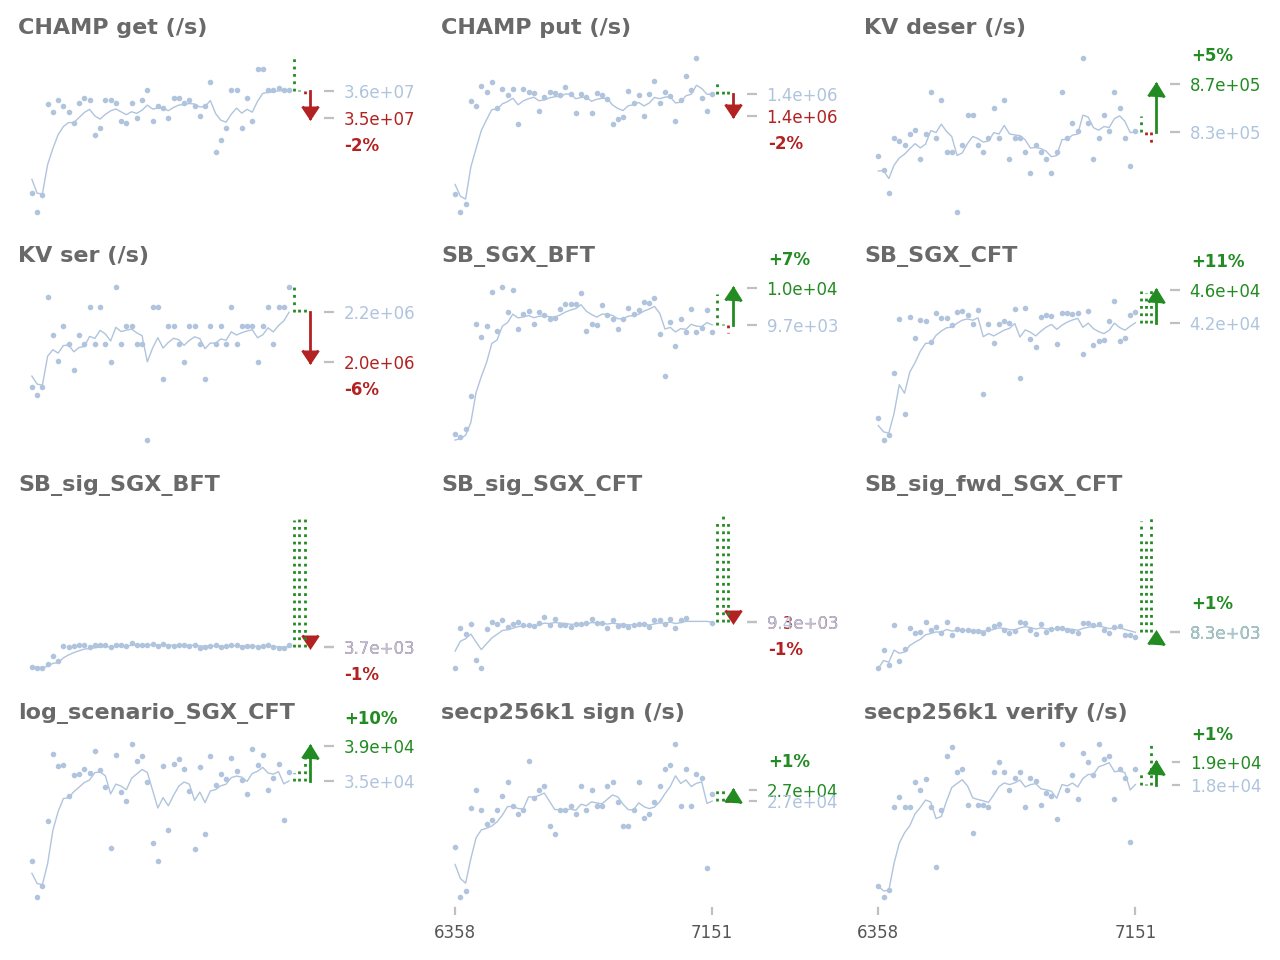 CHAMP get (/s)
3.6e+07
3.5e+07
-2%
CHAMP put (/s)
1.4e+06
1.4e+06
-2%
KV deser (/s)
+5%
8.7e+05
8.3e+05
KV ser (/s)
2.2e+06
2.0e+06
-6%
SB_SGX_BFT
+7%
1.0e+04
9.7e+03
SB_SGX_CFT
+11%
4.6e+04
4.2e+04
SB_sig_SGX_BFT
3.7e+03
-1%
SB_sig_SGX_CFT
-1%
SB_sig_fwd_SGX_CFT
+1%
8.3e+03
log_scenario_SGX_CFT
+10%
3.9e+04
3.5e+04
secp256k1 sign (/s)
+1%
2.7e+04
2.7e+04
6358
7151
secp256k1 verify (/s)
+1%
1.9e+04
1.8e+04
6358
7151